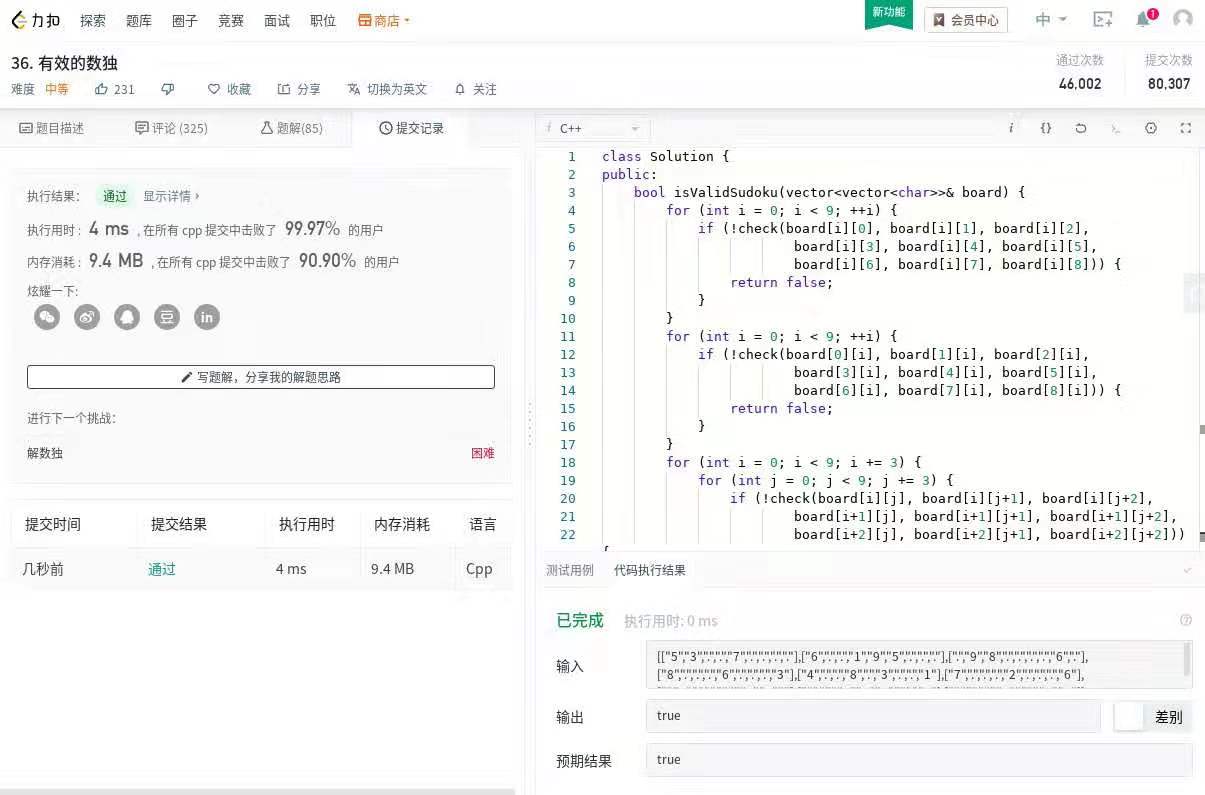 力扣 探索 题库 圈子 竞赛 面试 职位 商店 新功能 会员中心 中 1
36. 有效的数独
通过次数 提交次数
46,002 80,307
难度 中等 231 收藏 分享 切换为英文 关注
题目描述 评论 (325) 题解(85) 提交记录
执行结果： 通过 显示详情 ›
执行用时 : 4 ms , 在所有 cpp 提交中击败了 99.97% 的用户
内存消耗 : 9.4 MB , 在所有 cpp 提交中击败了 90.90% 的用户
炫耀一下:
豆 in
写题解，分享我的解题思路
进行下一个挑战：
解数独 困难
提交时间 提交结果 执行用时 内存消耗 语言
几秒前 通过 4 ms 9.4 MB Cpp
i C++ i {}
1 class Solution {
2 public:
3 bool isValidSudoku(vector<vector<char>>& board) {
4 for (int i = 0; i < 9; ++i) {
5 if (!check(board[i][0], board[i][1], board[i][2],
6 board[i][3], board[i][4], board[i][5],
7 board[i][6], board[i][7], board[i][8])) {
8 return false;
9 }
10 }
11 for (int i = 0; i < 9; ++i) {
12 if (!check(board[0][i], board[1][i], board[2][i],
13 board[3][i], board[4][i], board[5][i],
14 board[6][i], board[7][i], board[8][i])) {
15 return false;
16 }
17 }
18 for (int i = 0; i < 9; i += 3) {
19 for (int j = 0; j < 9; j += 3) {
20 if (!check(board[i][j], board[i][j+1], board[i][j+2],
21 board[i+1][j], board[i+1][j+1], board[i+1][j+2],
22 board[i+2][j], board[i+2][j+1], board[i+2][j+2]))
{
测试用例 代码执行结果
已完成 执行用时: 0 ms
输入
[["5","3",".",".","7",".",".",".","."],["6",".",".","1","9","5",".",".","."],[".","9","8",".",".",".",".","6","."],
["8",".",".",".","6",".",".",".","3"],["4",".",".","8",".","3",".",".","1"],["7",".",".",".","2",".",".",".","6"],
输出 true 差别
预期结果 true